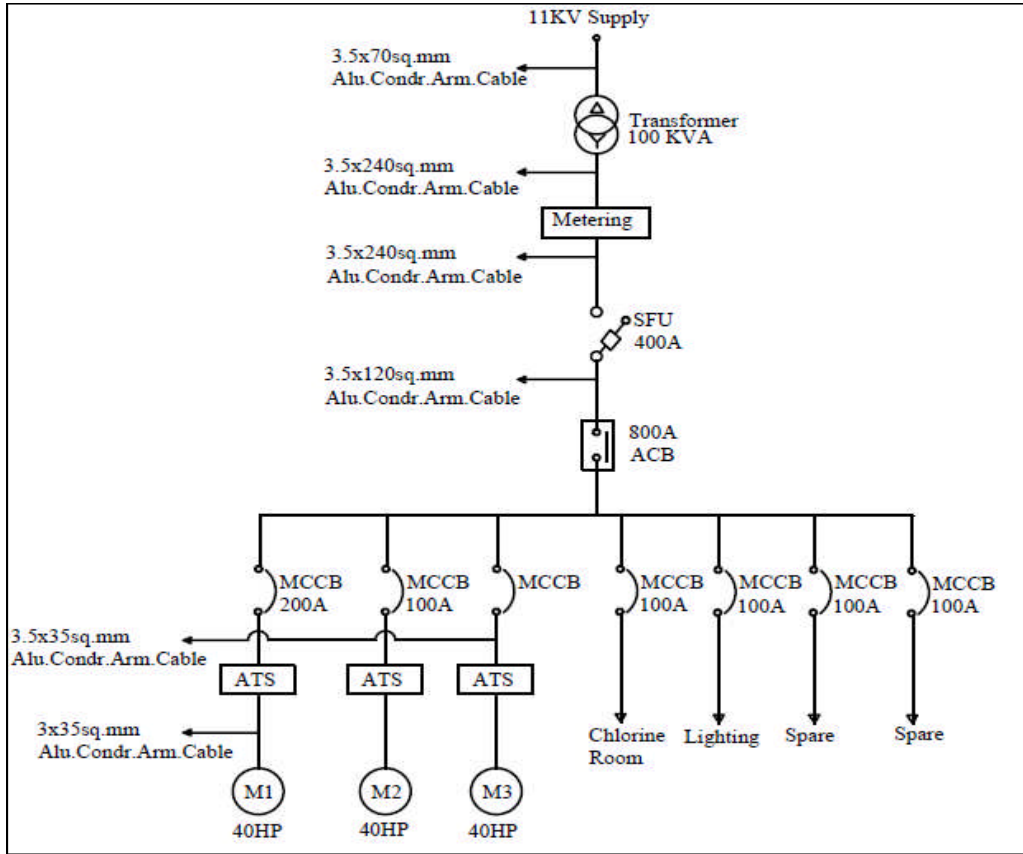 11KV Supply
3.5x70sq.mm
Alu.Condr.Arm.Cable
Transformer
100 KVA
3.5x240sq.mm
Alu.Condr.Arm.Cable
Metering
3.5x240sq.mm
Alu.Condr.Arm.Cable
SFU
400A
3.5x120sq.mm
Alu.Condr.Arm.Cable
800A
ACB
MCCB
200A
MCCB
100A
MCCB
MCCB
100A
MCCB
100A
MCCB
100A
MCCB
100A
3.5x35sq.mm
Alu.Condr.Arm.Cable
ATS
ATS
ATS
3x35sq.mm
Alu.Condr.Arm.Cable
Chlorine
Room
Lighting
Spare
Spare
M1
M2
M3
40HP
40HP
40HP